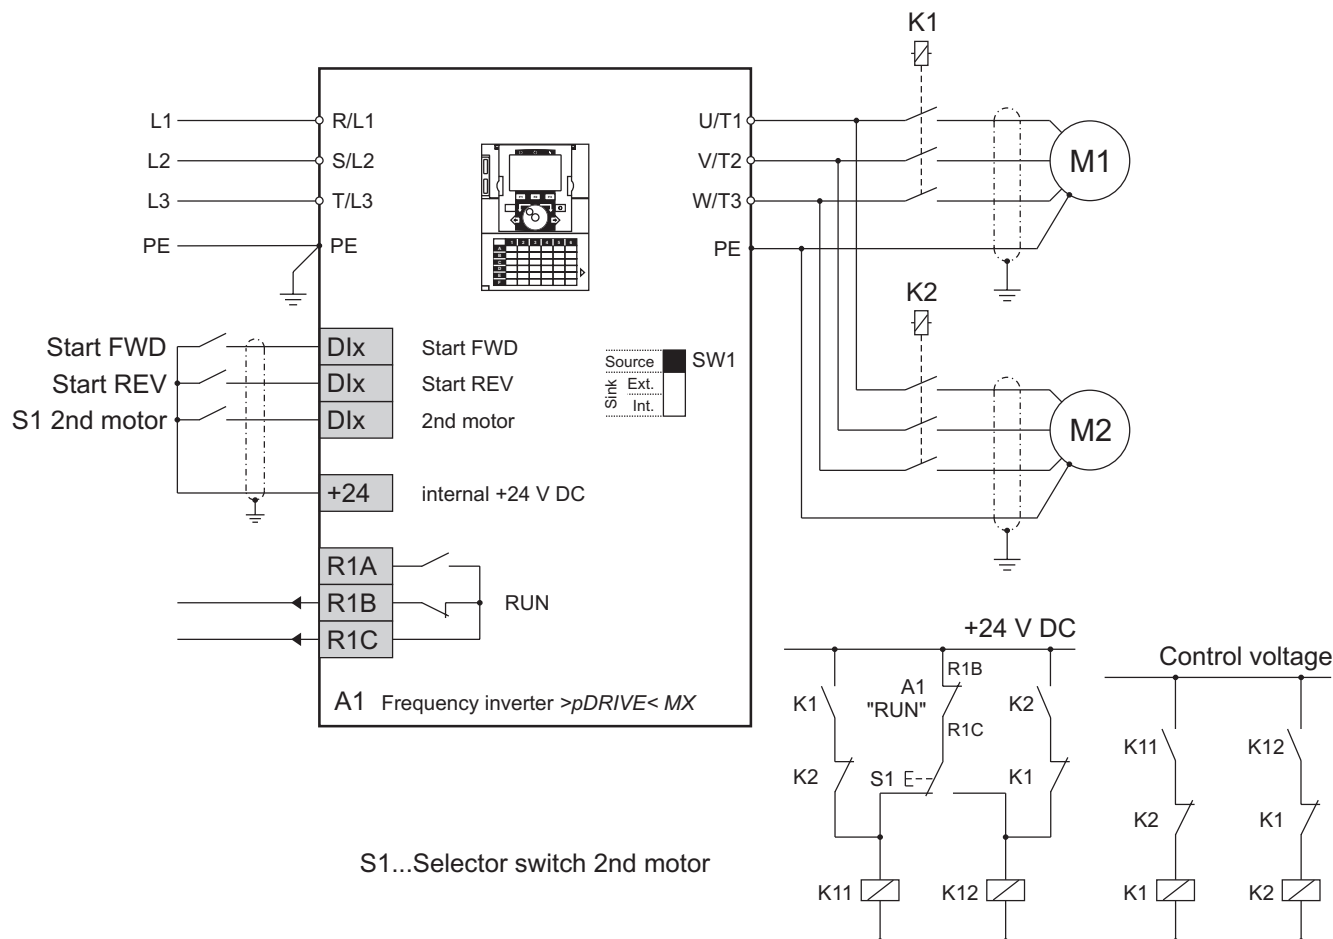 K1
L1
R/L1
U/T1
L2
S/L2
V/T2
M1
L3
T/L3
W/T3
PE
PE
PE
K2
Start FWD
DIx
Start FWD
Source
SW1
Start REV
DIx
Start REV
Sink
Ext.
Int.
S1 2nd motor
DIx
2nd motor
M2
+24
internal +24 V DC
R1A
R1B
RUN
R1C
A1 Frequency inverter >pDRIVE< MX
+24 V DC
Control voltage
K1
A1
"RUN"
R1B
R1C
K2
K2
S1
K1
K11
K12
K2
K1
K11
K12
K1
K2
S1...Selector switch 2nd motor